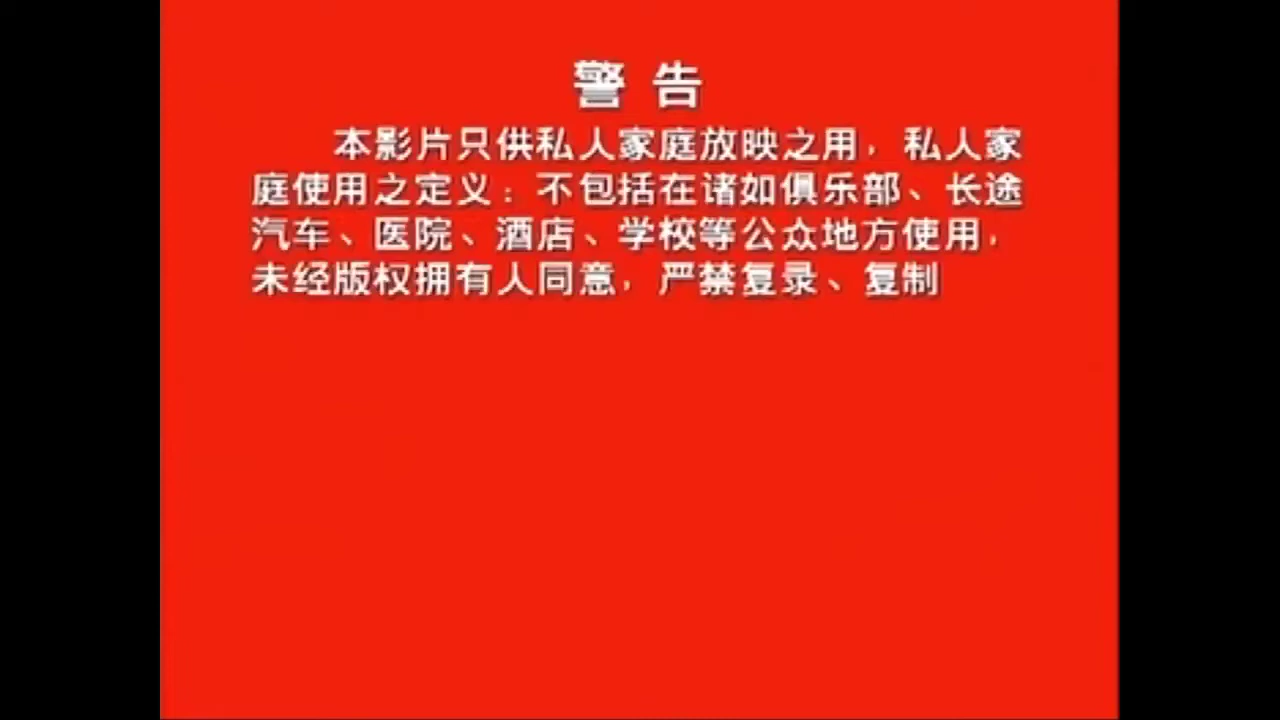 警告
本影片只供私人家庭放映之用，私人家
庭使用之定义：不包括在诸如俱乐部、长途
汽车、医院、酒店、学校等公众地方使用，
未经版权拥有人同意，严禁复录、复制